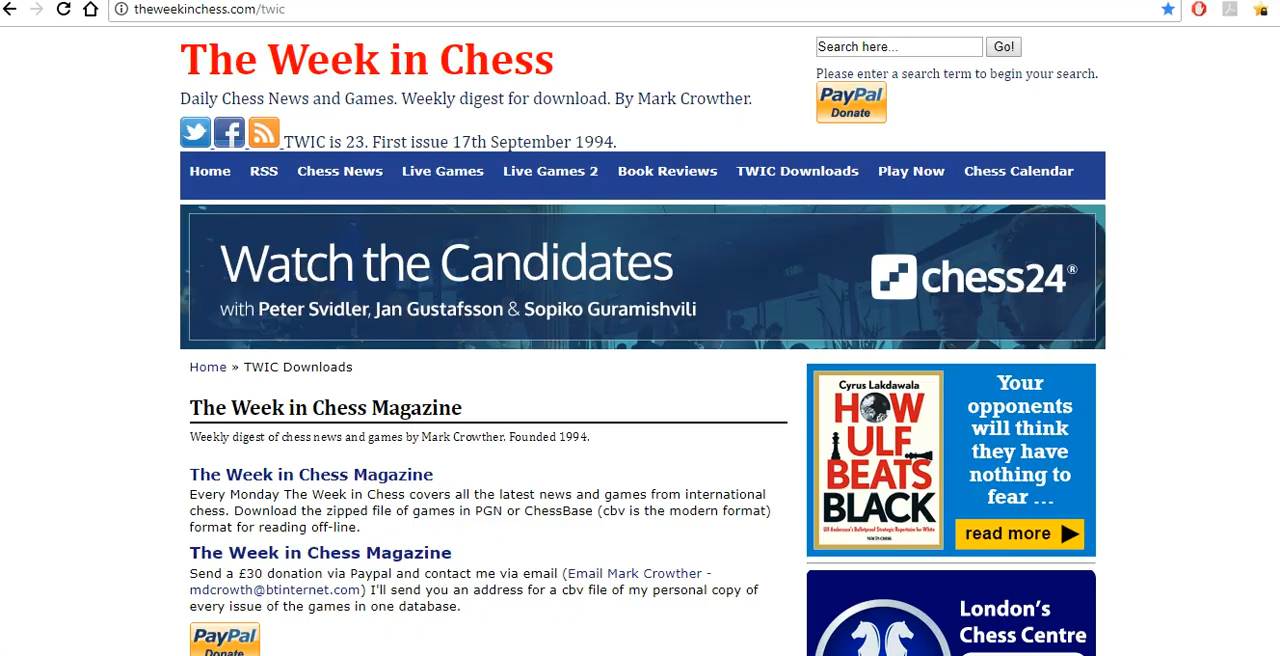 theweekinchess.com/twic
The Week in Chess
Daily Chess News and Games. Weekly digest for download. By Mark Crowther.
TWIC is 23. First issue 17th September 1994.
Search here...
Go!
Please enter a search term to begin your search.
PayPal
Donate
Home RSS Chess News Live Games Live Games 2 Book Reviews TWIC Downloads Play Now Chess Calendar
Watch the Candidates
with Peter Svidler, Jan Gustafsson & Sopiko Guramishvili
chess24®
Home » TWIC Downloads
The Week in Chess Magazine
Weekly digest of chess news and games by Mark Crowther. Founded 1994.
The Week in Chess Magazine
Every Monday The Week in Chess covers all the latest news and games from international
chess. Download the zipped file of games in PGN or ChessBase (cbv is the modern format)
format for reading off-line.
The Week in Chess Magazine
Send a £30 donation via Paypal and contact me via email (Email Mark Crowther -
mdcrowth@btinternet.com) I'll send you an address for a cbv file of my personal copy of
every issue of the games in one database.
PayPal
Donate
Cyrus Lakdawala
HOW
ULF
BEATS
BLACK
Your
opponents
will think
they have
nothing to
fear ...
read more
London's
Chess Centre